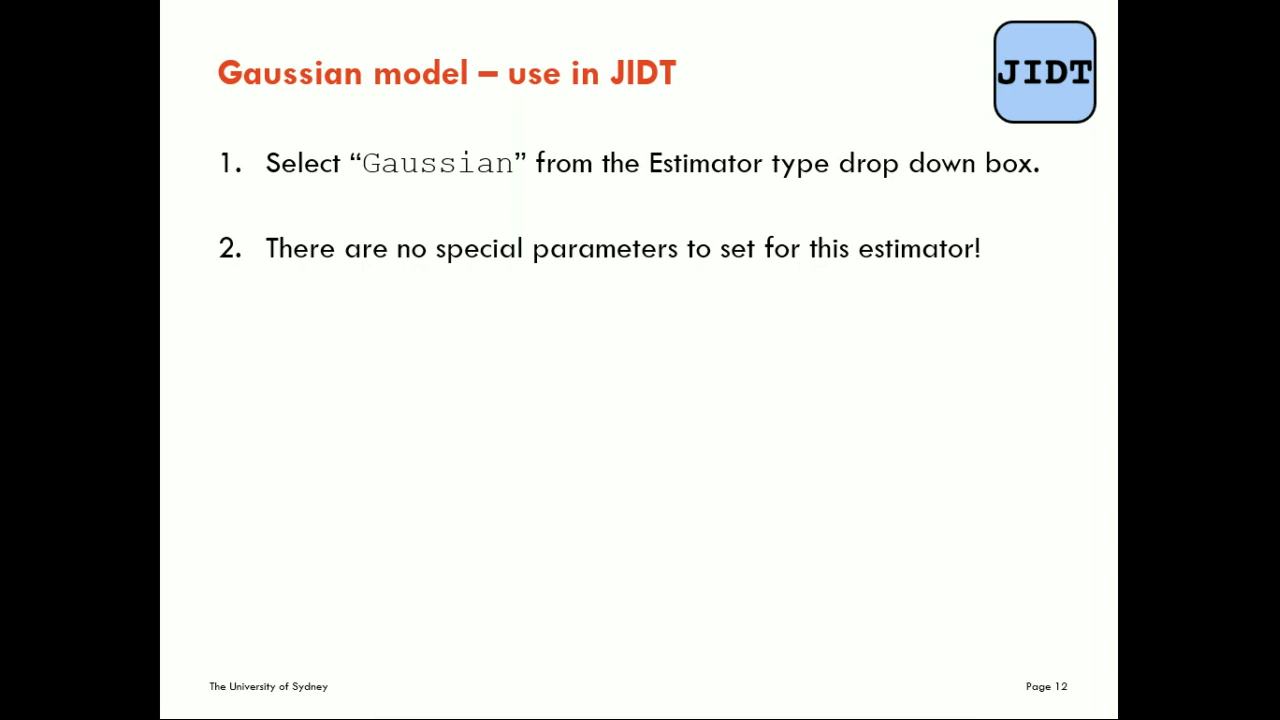 Gaussian model – use in JIDT
JIDT
1. Select “Gaussian” from the Estimator type drop down box.
2. There are no special parameters to set for this estimator!
The University of Sydney
Page 12